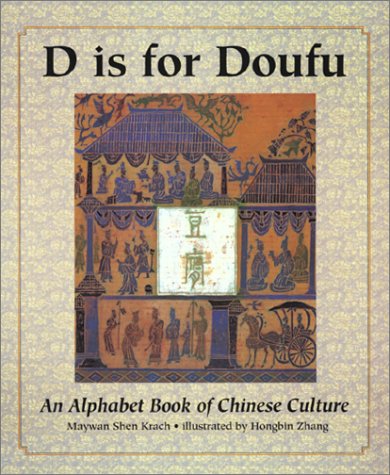 D is for Doufu
豆
腐
An Alphabet Book of Chinese Culture
Maywan Shen Krach • illustrated by Hongbin Zhang